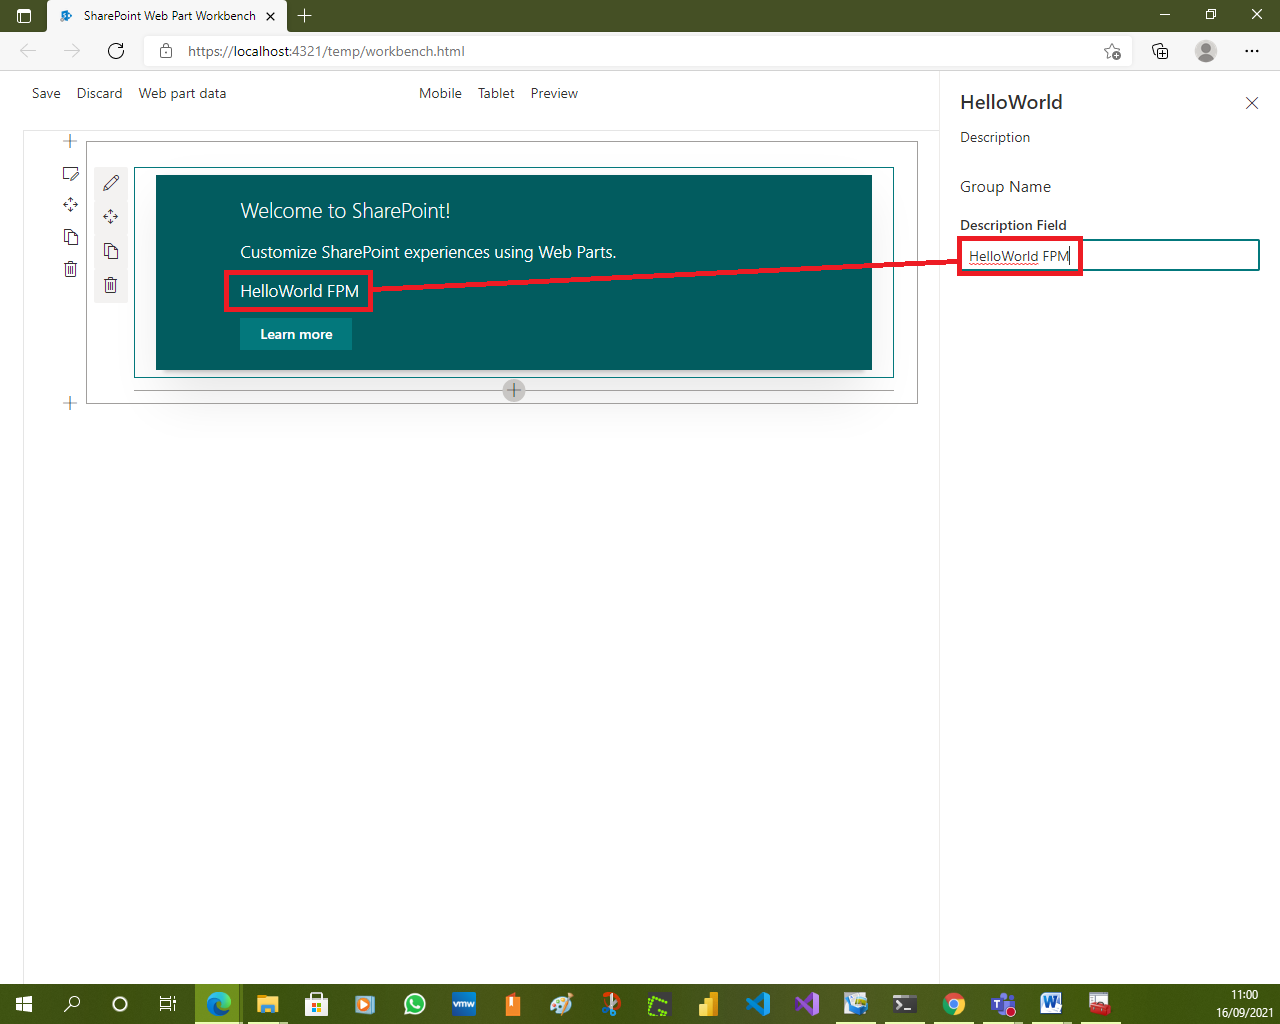 SharePoint Web Part Workbench
https://localhost:4321/temp/workbench.html
Save Discard Web part data Mobile Tablet Preview
HelloWorld
Description
Group Name
Description Field
HelloWorld FPM
Welcome to SharePoint!
Customize SharePoint experiences using Web Parts.
HelloWorld FPM
Learn more
vmw
11:00
16/09/2021